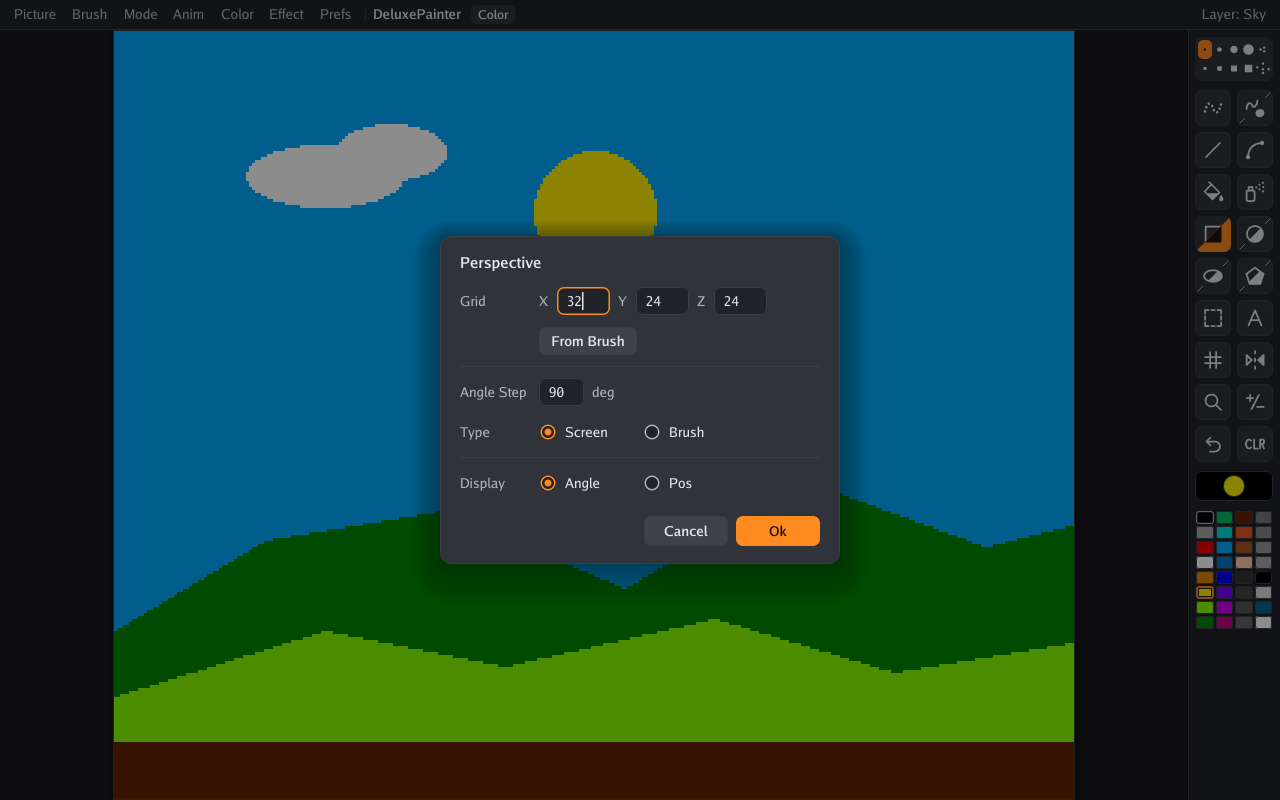 Picture Brush Mode Anim Color Effect Prefs DeluxePainter Color Layer: Sky
Perspective
Grid X 32 Y 24 Z 24
From Brush
Angle Step 90 deg
Type Screen Brush
Display Angle Pos
Cancel Ok
A
CLR